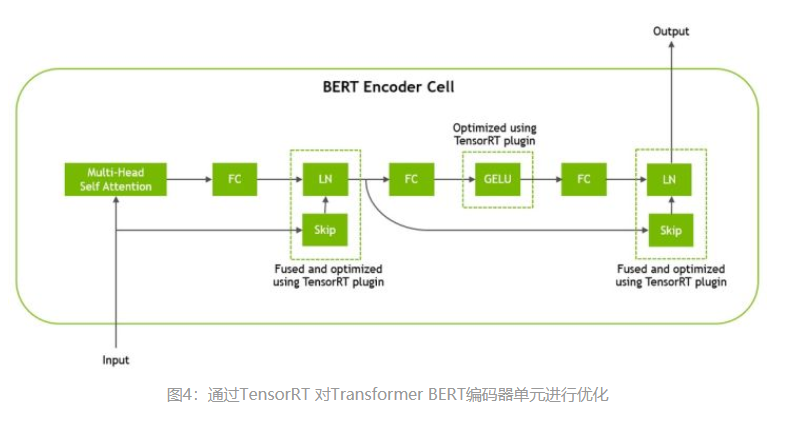 Output
BERT Encoder Cell
Optimized using
TensorRT plugin
Multi-Head
Self Attention
FC
LN
FC
GELU
FC
LN
Skip
Skip
Fused and optimized
using TensorRT plugin
Fused and optimized
using TensorRT plugin
Input
图4：通过TensorRT 对Transformer BERT编码器单元进行优化